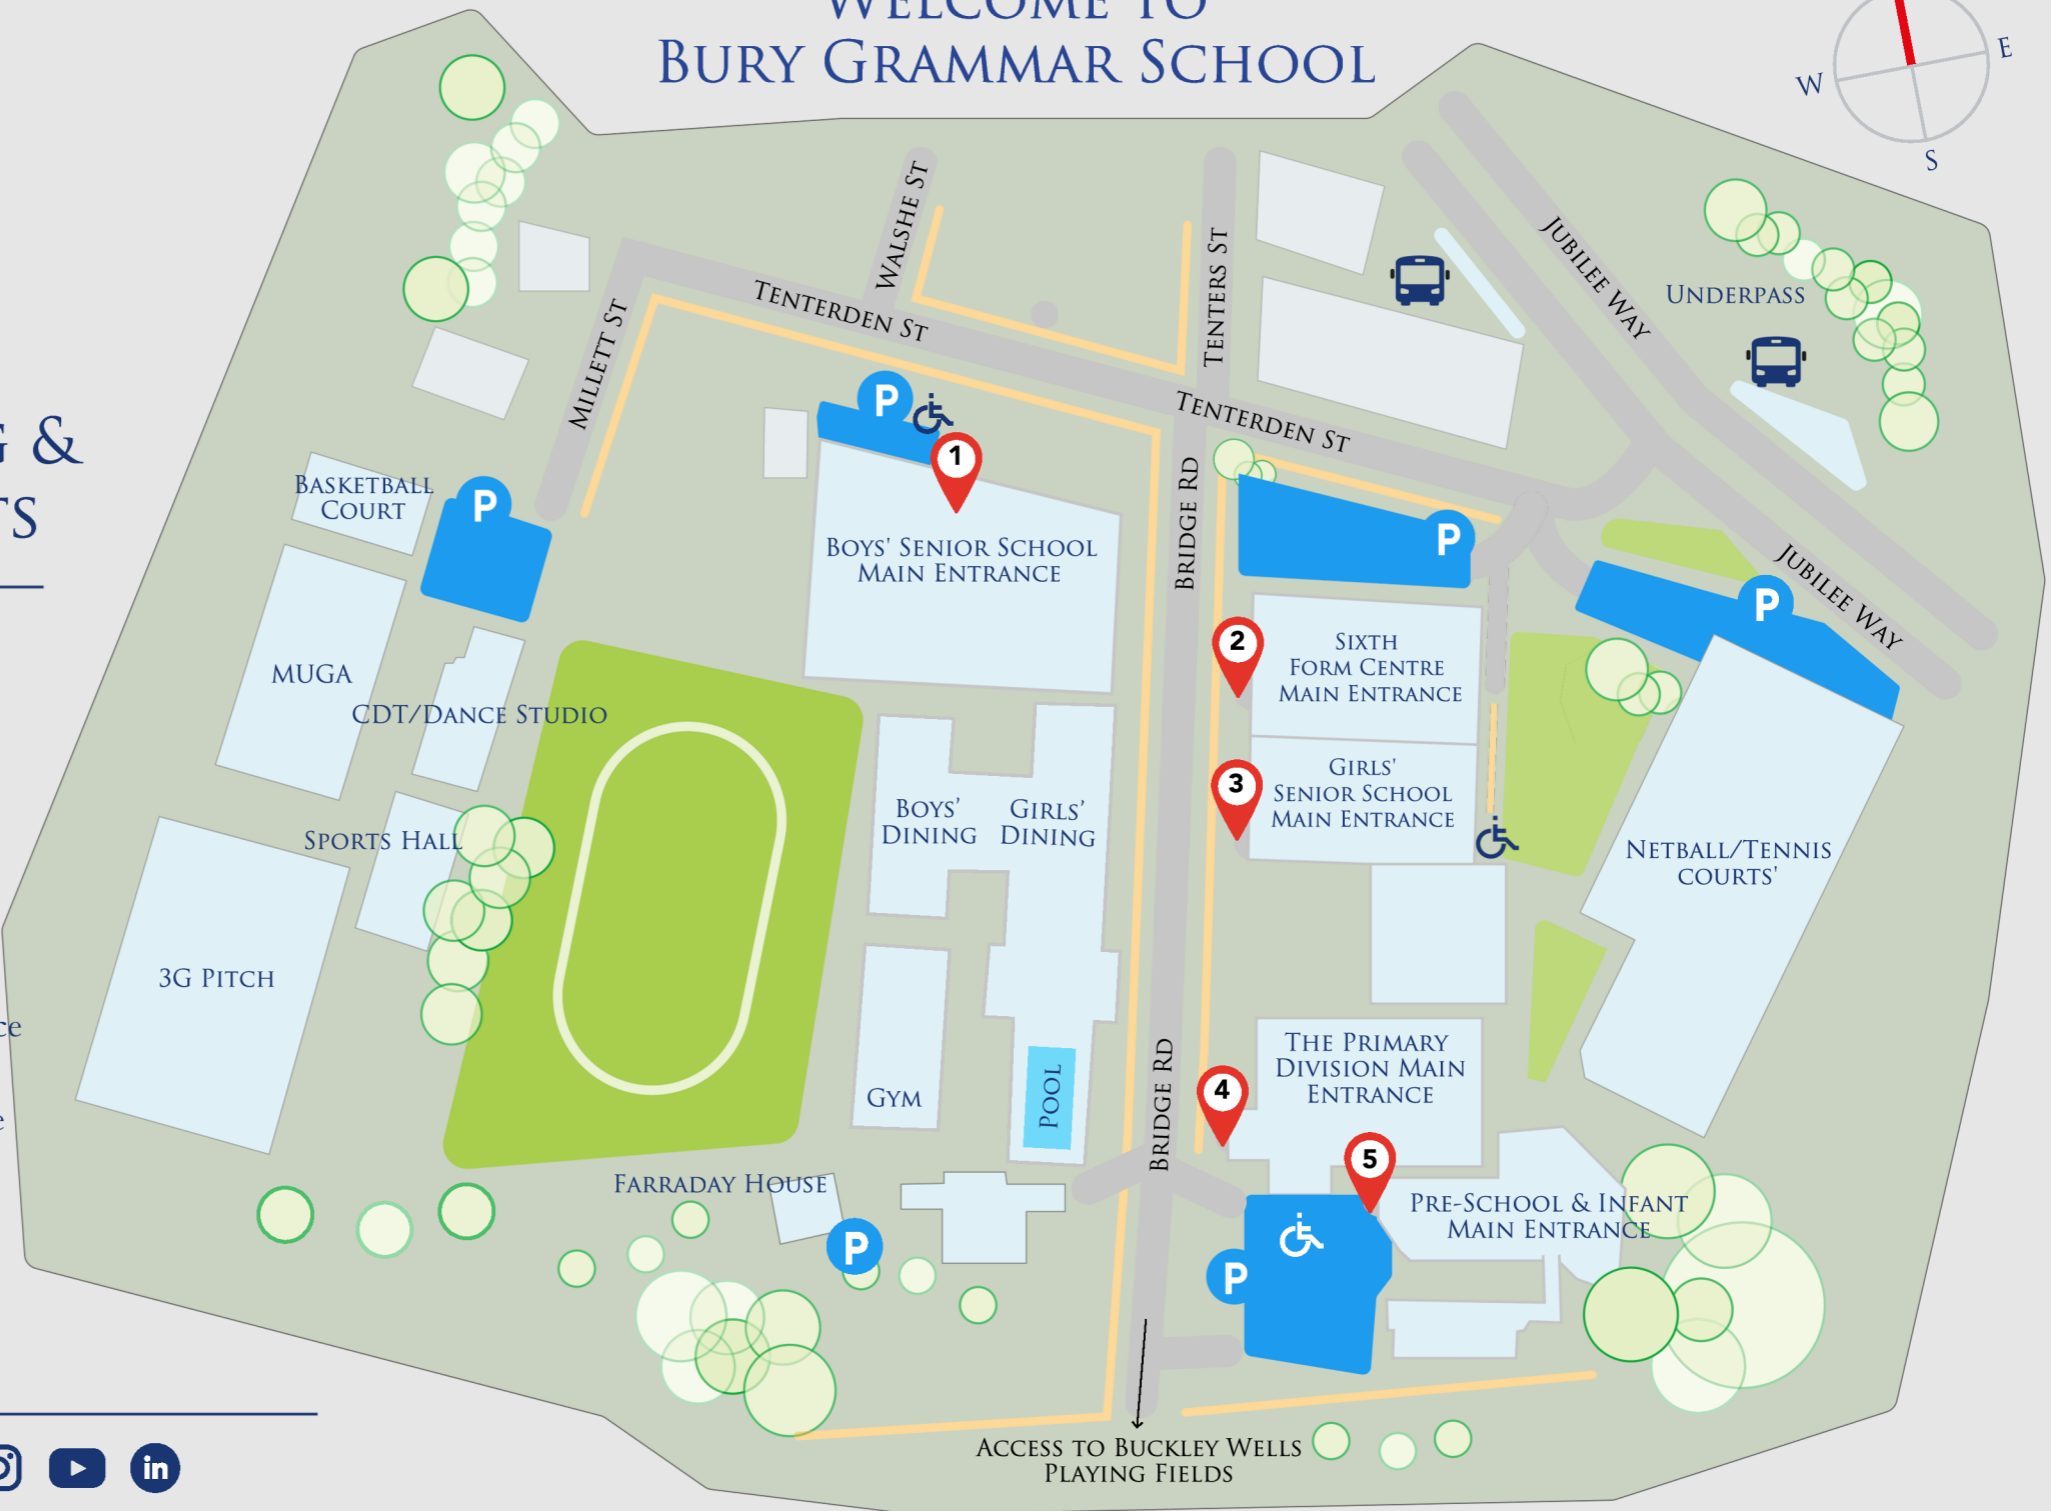 WELCOME TO
BURY GRAMMAR SCHOOL
E
W
S
G &
TS
ce
e
WALSHE ST
TENTERS ST
JUBILEE WAY
UNDERPASS
TENTERDEN ST
MILLETT ST
P
1
TENTERDEN ST
BASKETBALL
COURT
P
BRIDGE RD
P
BOYS' SENIOR SCHOOL
MAIN ENTRANCE
JUBILEE WAY
P
2
SIXTH
FORM CENTRE
MAIN ENTRANCE
MUGA
CDT/DANCE STUDIO
3
GIRLS'
SENIOR SCHOOL
MAIN ENTRANCE
BOYS'
DINING
GIRLS'
DINING
SPORTS HALL
NETBALL/TENNIS
COURTS'
3G PITCH
GYM
POOL
BRIDGE RD
4
THE PRIMARY
DIVISION MAIN
ENTRANCE
5
FARRADAY HOUSE
P
PRE-SCHOOL & INFANT
MAIN ENTRANCE
P
ACCESS TO BUCKLEY WELLS
PLAYING FIELDS
in